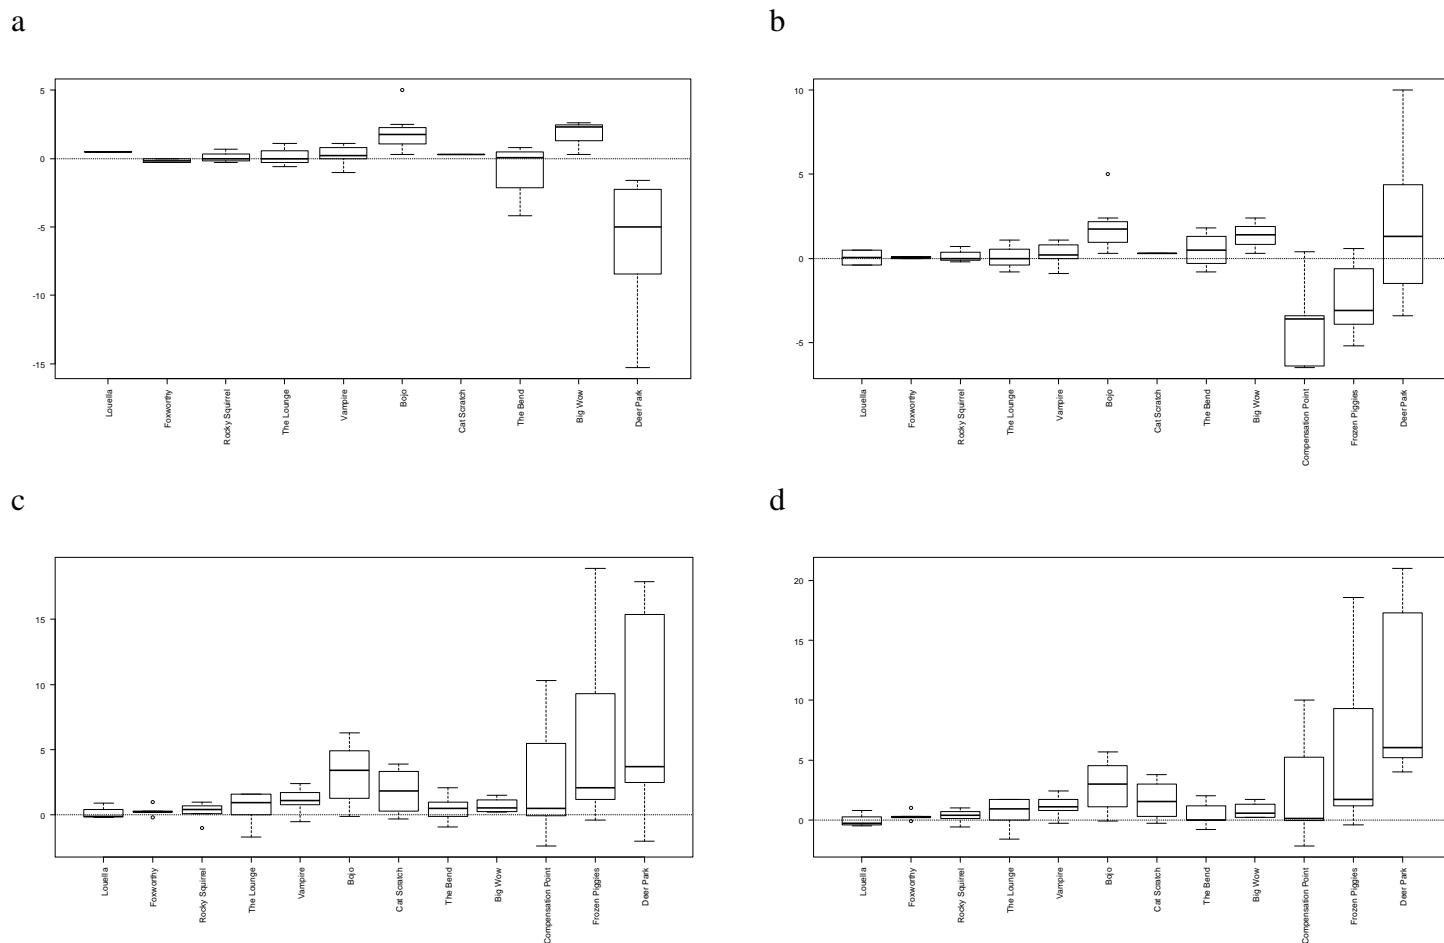 a
5
0
-5
-10
-15
Louella
Foxworthy
Rocky Squirrel
The Lounge
Vampire
Bojo
Cat Scratch
The Bend
Big Wow
Deer Park
b
10
5
0
-5
Louella
Foxworthy
Rocky Squirrel
The Lounge
Vampire
Bojo
Cat Scratch
The Bend
Big Wow
Compensation Point
Frozen Piggies
Deer Park
c
15
10
5
0
Louella
Foxworthy
Rocky Squirrel
The Lounge
Vampire
Bojo
Cat Scratch
The Bend
Big Wow
Compensation Point
Frozen Piggies
Deer Park
d
20
15
10
5
0
Louella
Foxworthy
Rocky Squirrel
The Lounge
Vampire
Bojo
Cat Scratch
The Bend
Big Wow
Compensation Point
Frozen Piggies
Deer Park